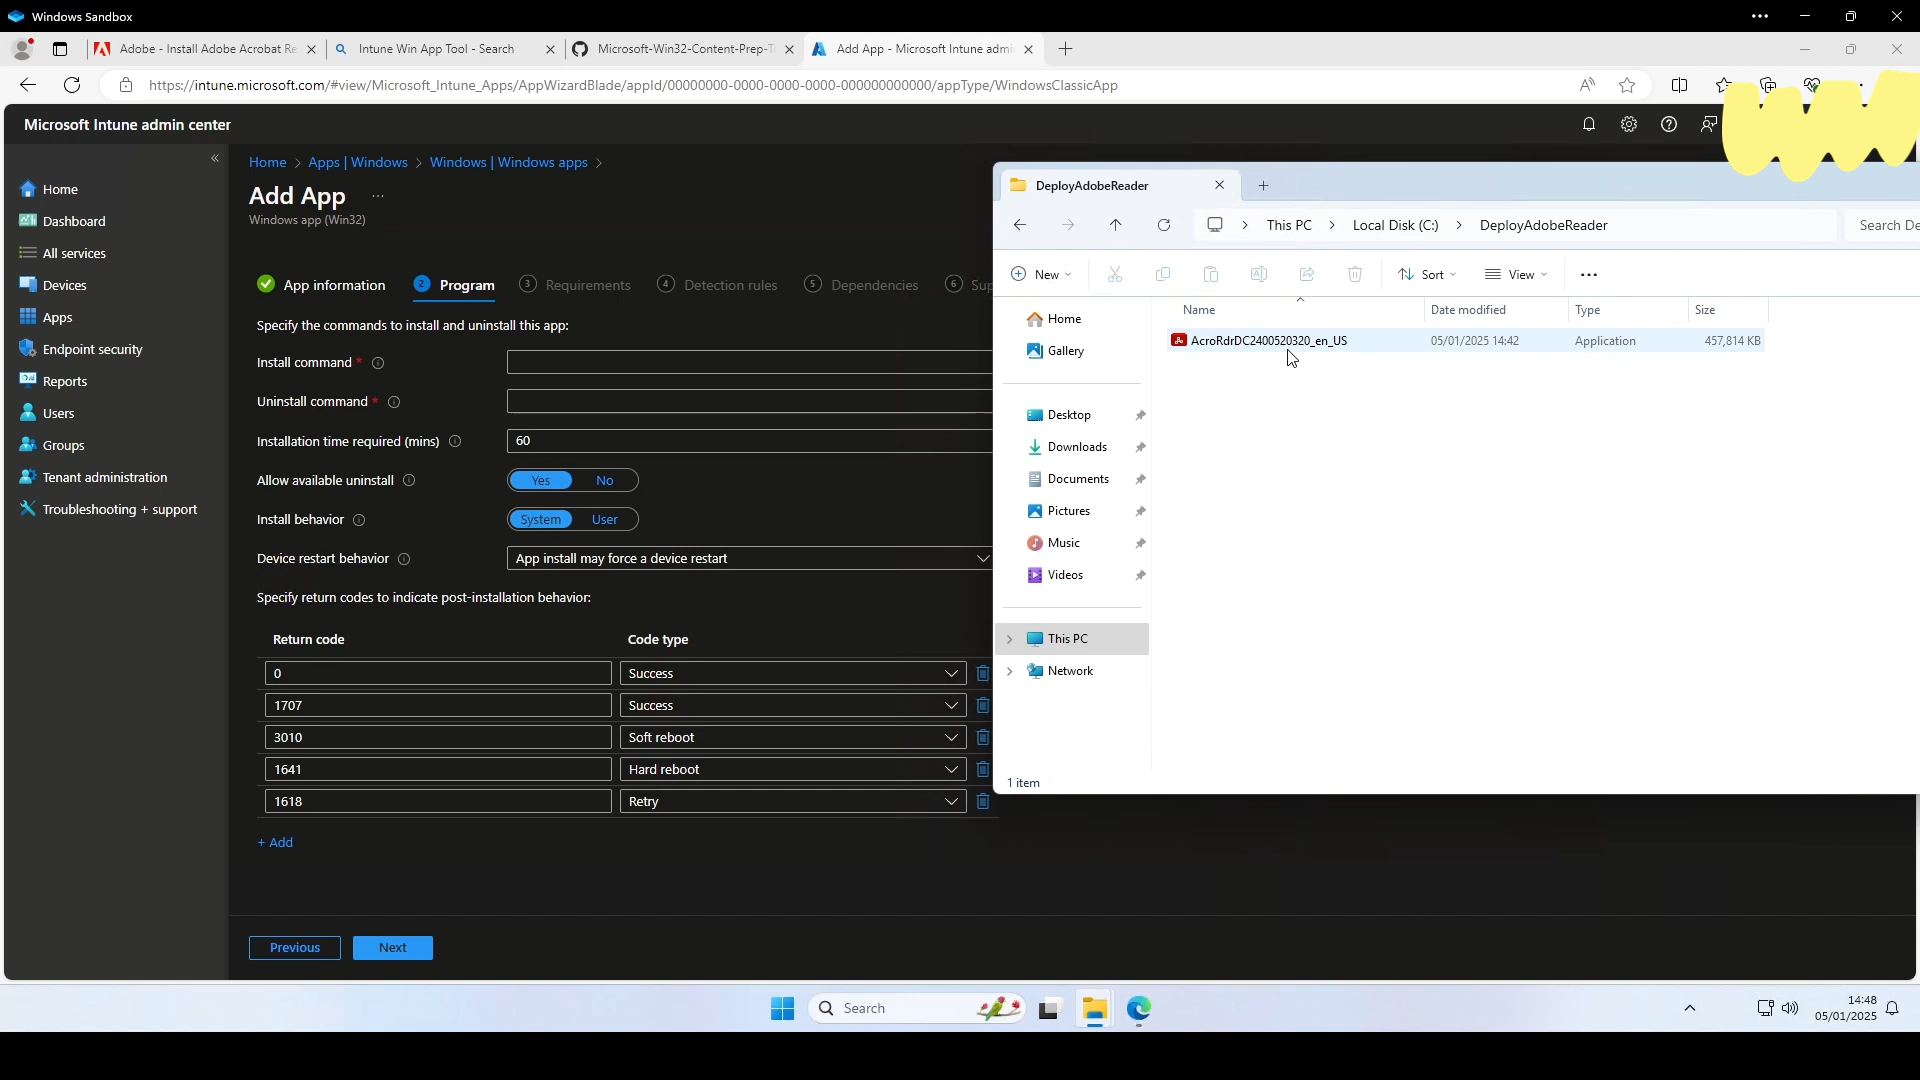 Windows Sandbox
Adobe - Install Adobe Acrobat Re
Intune Win App Tool - Search
Microsoft-Win32-Content-Prep-T
Add App - Microsoft Intune admi
https://intune.microsoft.com/#view/Microsoft_Intune_Apps/AppWizardBlade/appId/00000000-0000-0000-0000-000000000000/appType/WindowsClassicApp
Microsoft Intune admin center
Home
Dashboard
All services
Devices
Apps
Endpoint security
Reports
Users
Groups
Tenant administration
Troubleshooting + support
Home > Apps | Windows > Windows | Windows apps >
Add App ...
Windows app (Win32)
App information
2 Program
3 Requirements
4 Detection rules
5 Dependencies
6 Sup
Specify the commands to install and uninstall this app:
Install command *
Uninstall command *
Installation time required (mins) 60
Allow available uninstall Yes No
Install behavior System User
Device restart behavior App install may force a device restart
Specify return codes to indicate post-installation behavior:
Return code Code type
0 Success
1707 Success
3010 Soft reboot
1641 Hard reboot
1618 Retry
+ Add
Previous Next
DeployAdobeReader
This PC > Local Disk (C:) > DeployAdobeReader
Search De
New Sort View ...
Home
Gallery
Desktop
Downloads
Documents
Pictures
Music
Videos
This PC
Network
Name Date modified Type Size
AcroRdrDC2400520320_en_US 05/01/2025 14:42 Application 457,814 KB
1 item
Search
14:48
05/01/2025